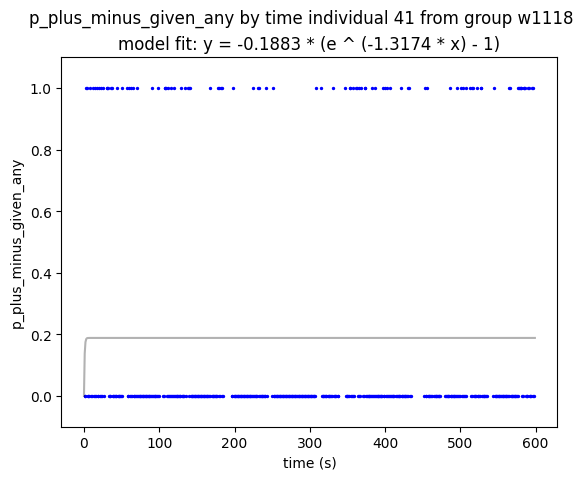 p_plus_minus_given_any by time individual 41 from group w1118
model fit: y = -0.1883 * (e ^ (-1.3174 * x) - 1)
p_plus_minus_given_any
1.0
0.8
0.6
0.4
0.2
0.0
0 100 200 300 400 500 600
time (s)